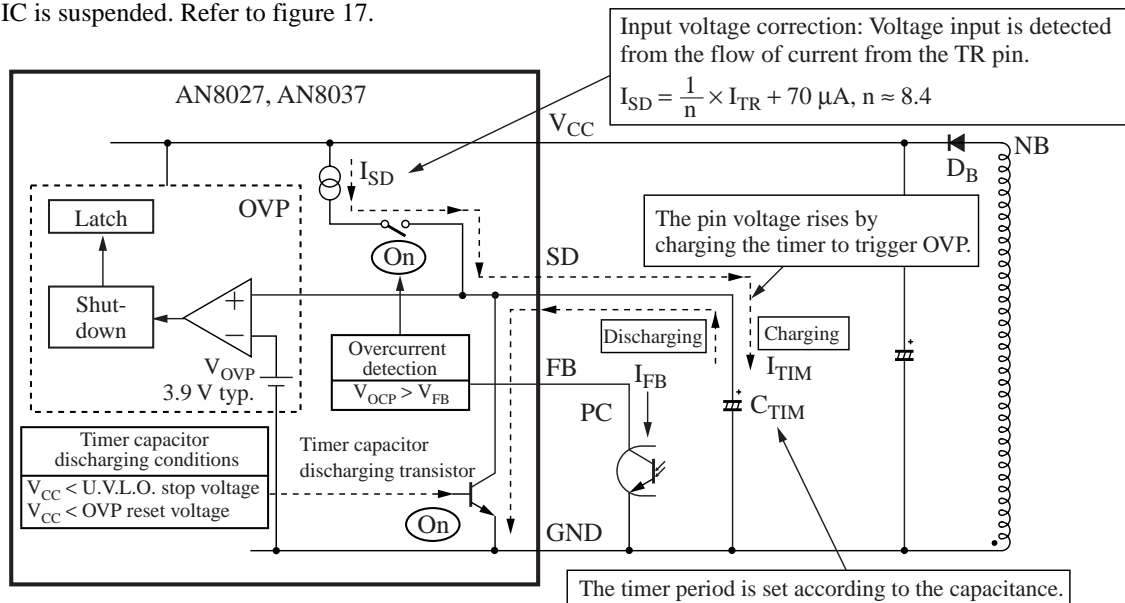 IC is suspended. Refer to figure 17.
Input voltage correction: Voltage input is detected
from the flow of current from the TR pin.
I_SD = 1/n × I_TR + 70 μA, n ≈ 8.4
AN8027, AN8037
V_CC
NB
D_B
I_SD
OVP
Latch
On
The pin voltage rises by
charging the timer to trigger OVP.
SD
Shut-
down
+
−
Discharging
Charging
Overcurrent
detection
V_OCP > V_FB
V_OVP
3.9 V typ.
FB
I_FB
I_TIM
PC
+
C_TIM
+
Timer capacitor
discharging conditions
V_CC < U.V.L.O. stop voltage
V_CC < OVP reset voltage
Timer capacitor
discharging transistor
On
GND
The timer period is set according to the capacitance.